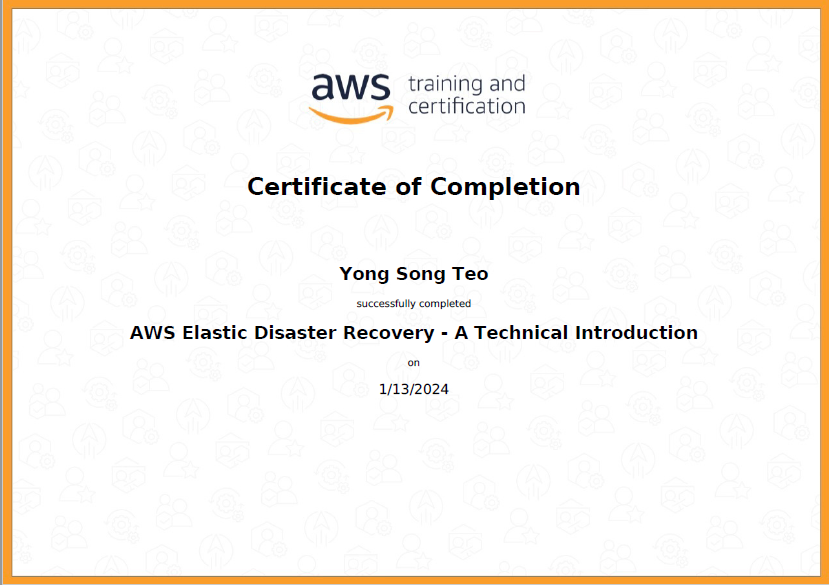 aws training and
certification
Certificate of Completion
Yong Song Teo
successfully completed
AWS Elastic Disaster Recovery - A Technical Introduction
on
1/13/2024